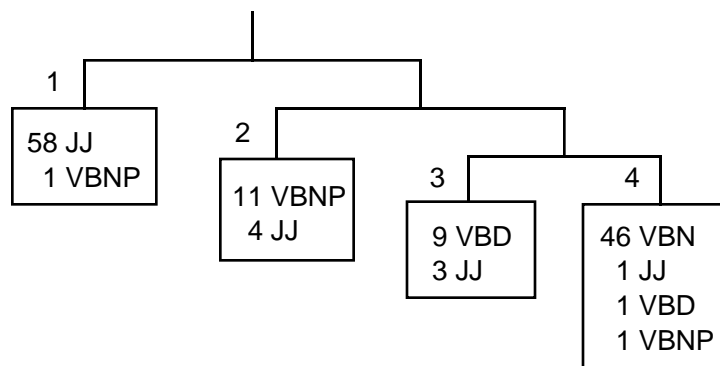 1
58 JJ
1 VBNP
2
11 VBNP
4 JJ
3
9 VBD
3 JJ
4
46 VBN
1 JJ
1 VBD
1 VBNP